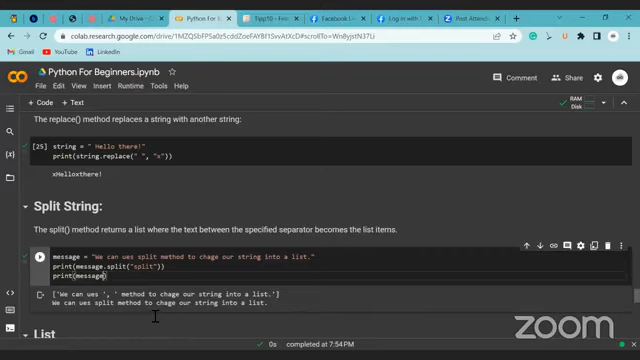 My Drive -
Python For Beg
Tipp10 - Free
Facebook Live
Log in with
Post Attend
colab.research.google.com/drive/1MZQSbFP5a0z5cddZoeAYBf1SvvAtXcD#scrollTo=Wn8yjstN37Li
Gmail YouTube LinkedIn
Python For Beginners.ipynb
Comment Share
File Edit View Insert Runtime Tools Help
+ Code + Text
RAM
Disk
The replace() method replaces a string with another string:
[25] string = " Hello there!"
print(string.replace(" ", "x"))
xHelloxthere!
Split String:
The split() method returns a list where the text between the specified separator becomes the list items.
message = "We can ues split method to chage our string into a list."
print(message.split("split"))
print(message)
['We can ues ', ' method to chage our string into a list.']
We can ues split method to chage our string into a list.
List
0s completed at 7:54 PM
zoom